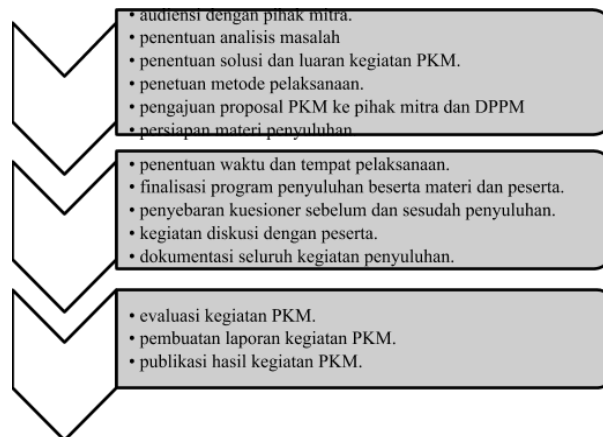 • audiensi dengan pihak mitra.
• penentuan analisis masalah
• penentuan solusi dan luaran kegiatan PKM.
• penetuan metode pelaksanaan.
• pengajuan proposal PKM ke pihak mitra dan DPPM
• persiapan materi penyuluhan
• penentuan waktu dan tempat pelaksanaan.
• finalisasi program penyuluhan beserta materi dan peserta.
• penyebaran kuesioner sebelum dan sesudah penyuluhan.
• kegiatan diskusi dengan peserta.
• dokumentasi seluruh kegiatan penyuluhan.
• evaluasi kegiatan PKM.
• pembuatan laporan kegiatan PKM.
• publikasi hasil kegiatan PKM.